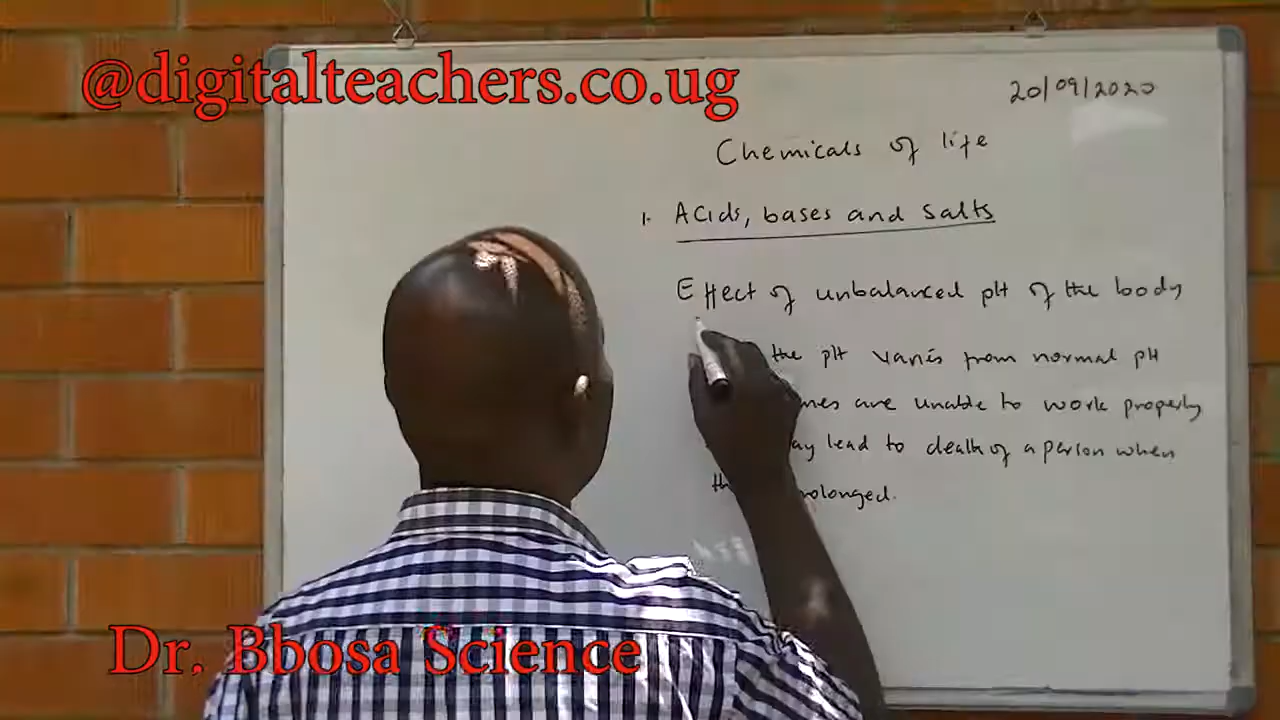 @digitalteachers.co.ug
20/09/2020
Chemicals of life
1. Acids, bases and salts
Effect of unbalanced pH of the body
the pH varies from normal pH
are unable to work properly
lead to death of a person when
Dr. Bbosa Science